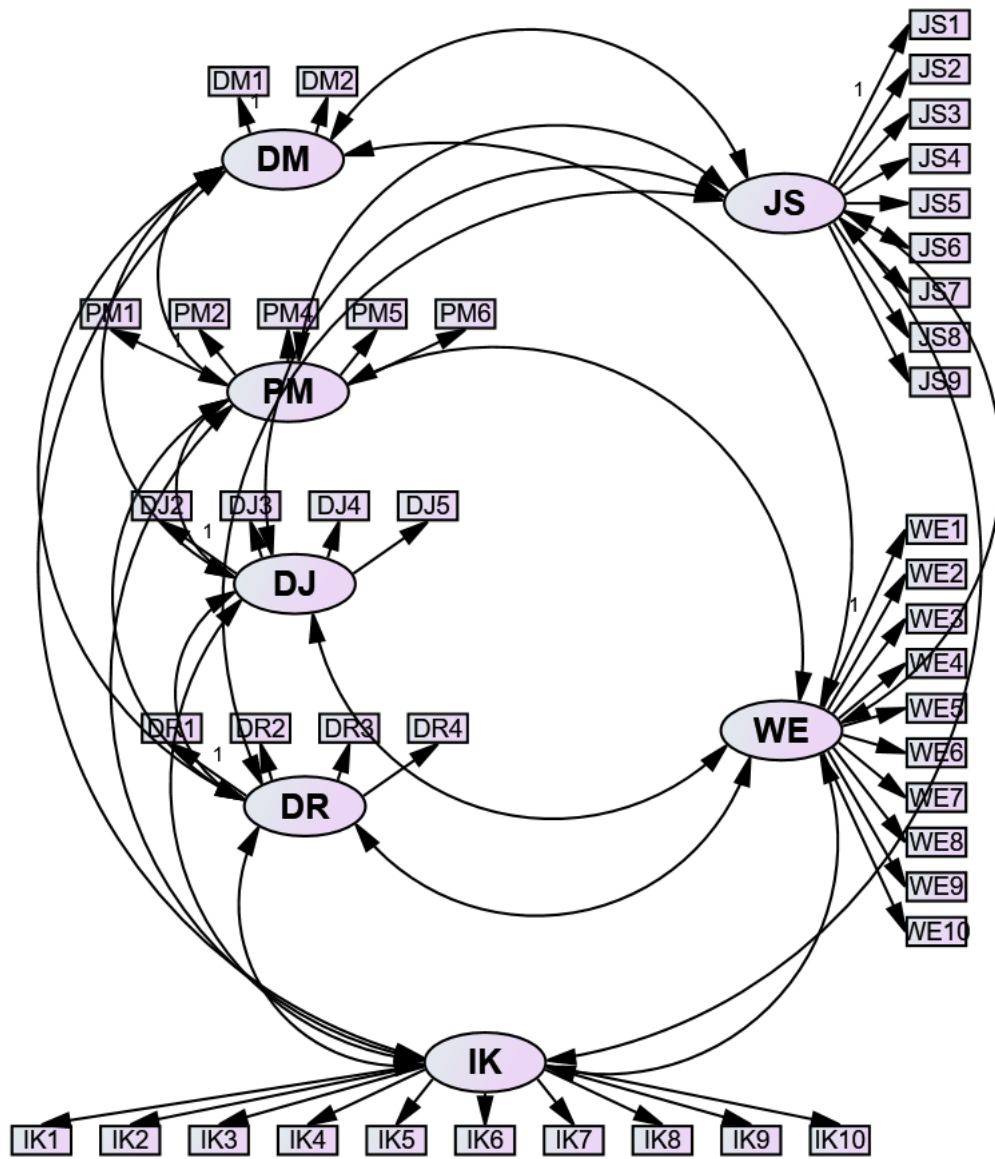 JS1
DM1 DM2
1
1
JS2
JS3
DM
JS4
JS
JS5
JS6
JS7
PM1 PM2 PM4 PM5 PM6
1
JS8
JS9
PM
DJ2 DJ3 DJ4 DJ5
1
WE1
DJ
WE2
1
WE3
WE4
WE5
DR1 DR2 DR3 DR4
WE
1
WE6
DR
WE7
WE8
WE9
WE10
IK
IK1 IK2 IK3 IK4 IK5 IK6 IK7 IK8 IK9 IK10